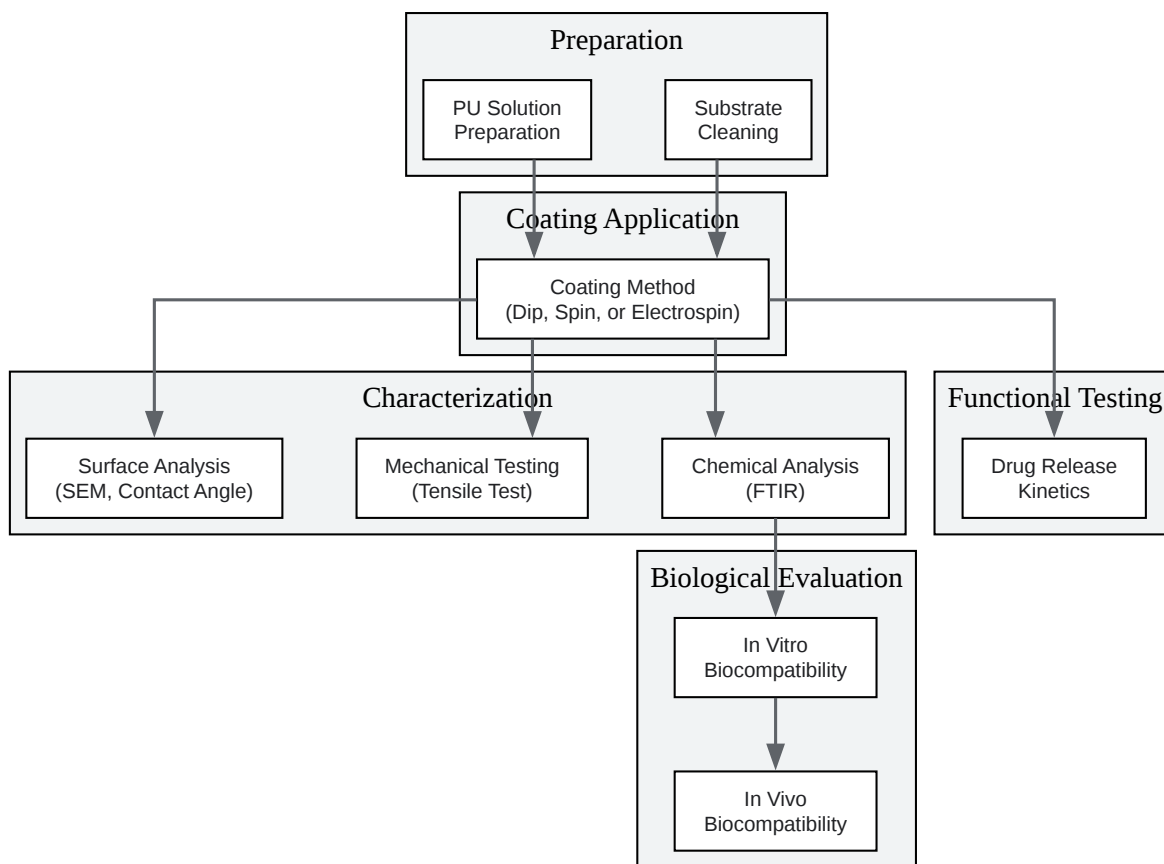 Preparation
PU Solution
Preparation
Substrate
Cleaning
Coating Application
Coating Method
(Dip, Spin, or Electrospin)
Characterization
Surface Analysis
(SEM, Contact Angle)
Mechanical Testing
(Tensile Test)
Chemical Analysis
(FTIR)
Functional Testing
Drug Release
Kinetics
Biological Evaluation
In Vitro
Biocompatibility
In Vivo
Biocompatibility